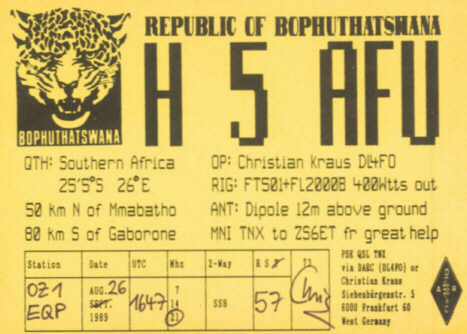 REPUBLIC OF BOPHUTHATSWANA
H 5 AFU
BOPHUTHATSWANA
QTH: Southern Africa
25'5°S 26°E
50 km N of Mmabatho
80 km S of Gaborone
OP: Christian Kraus DL4FO
RIG: FT501+FL2000B 400Wtts out
ANT: Dipole 12m above ground
MNI TNX to ZS6ET fr great help
Station Date UTC Mhz 2-Way R S T 73
OZ1 EQP AUG. 26 SEPT. 1989 1647 7 14 21 SSB 57 Chris
PSE QSL TNX
via DARC (DL4FO) or
Christian Kraus
Siebenbürgenstr. 5
6000 Frankfurt 60
West Germany